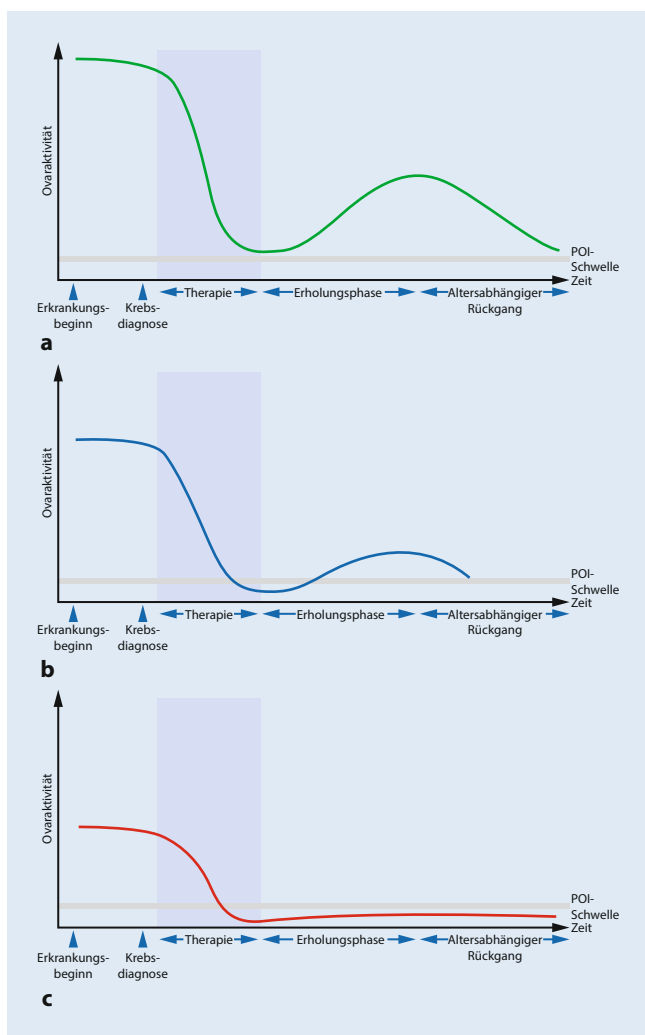 Ovaraktivität
POI-
Schwelle
Zeit
Therapie
Erholungsphase
Altersabhängiger
Rückgang
Erkrankungs-
beginn
Krebs-
diagnose
a
Ovaraktivität
POI-
Schwelle
Zeit
Therapie
Erholungsphase
Altersabhängiger
Rückgang
Erkrankungs-
beginn
Krebs-
diagnose
b
Ovaraktivität
POI-
Schwelle
Zeit
Therapie
Erholungsphase
Altersabhängiger
Rückgang
Erkrankungs-
beginn
Krebs-
diagnose
c